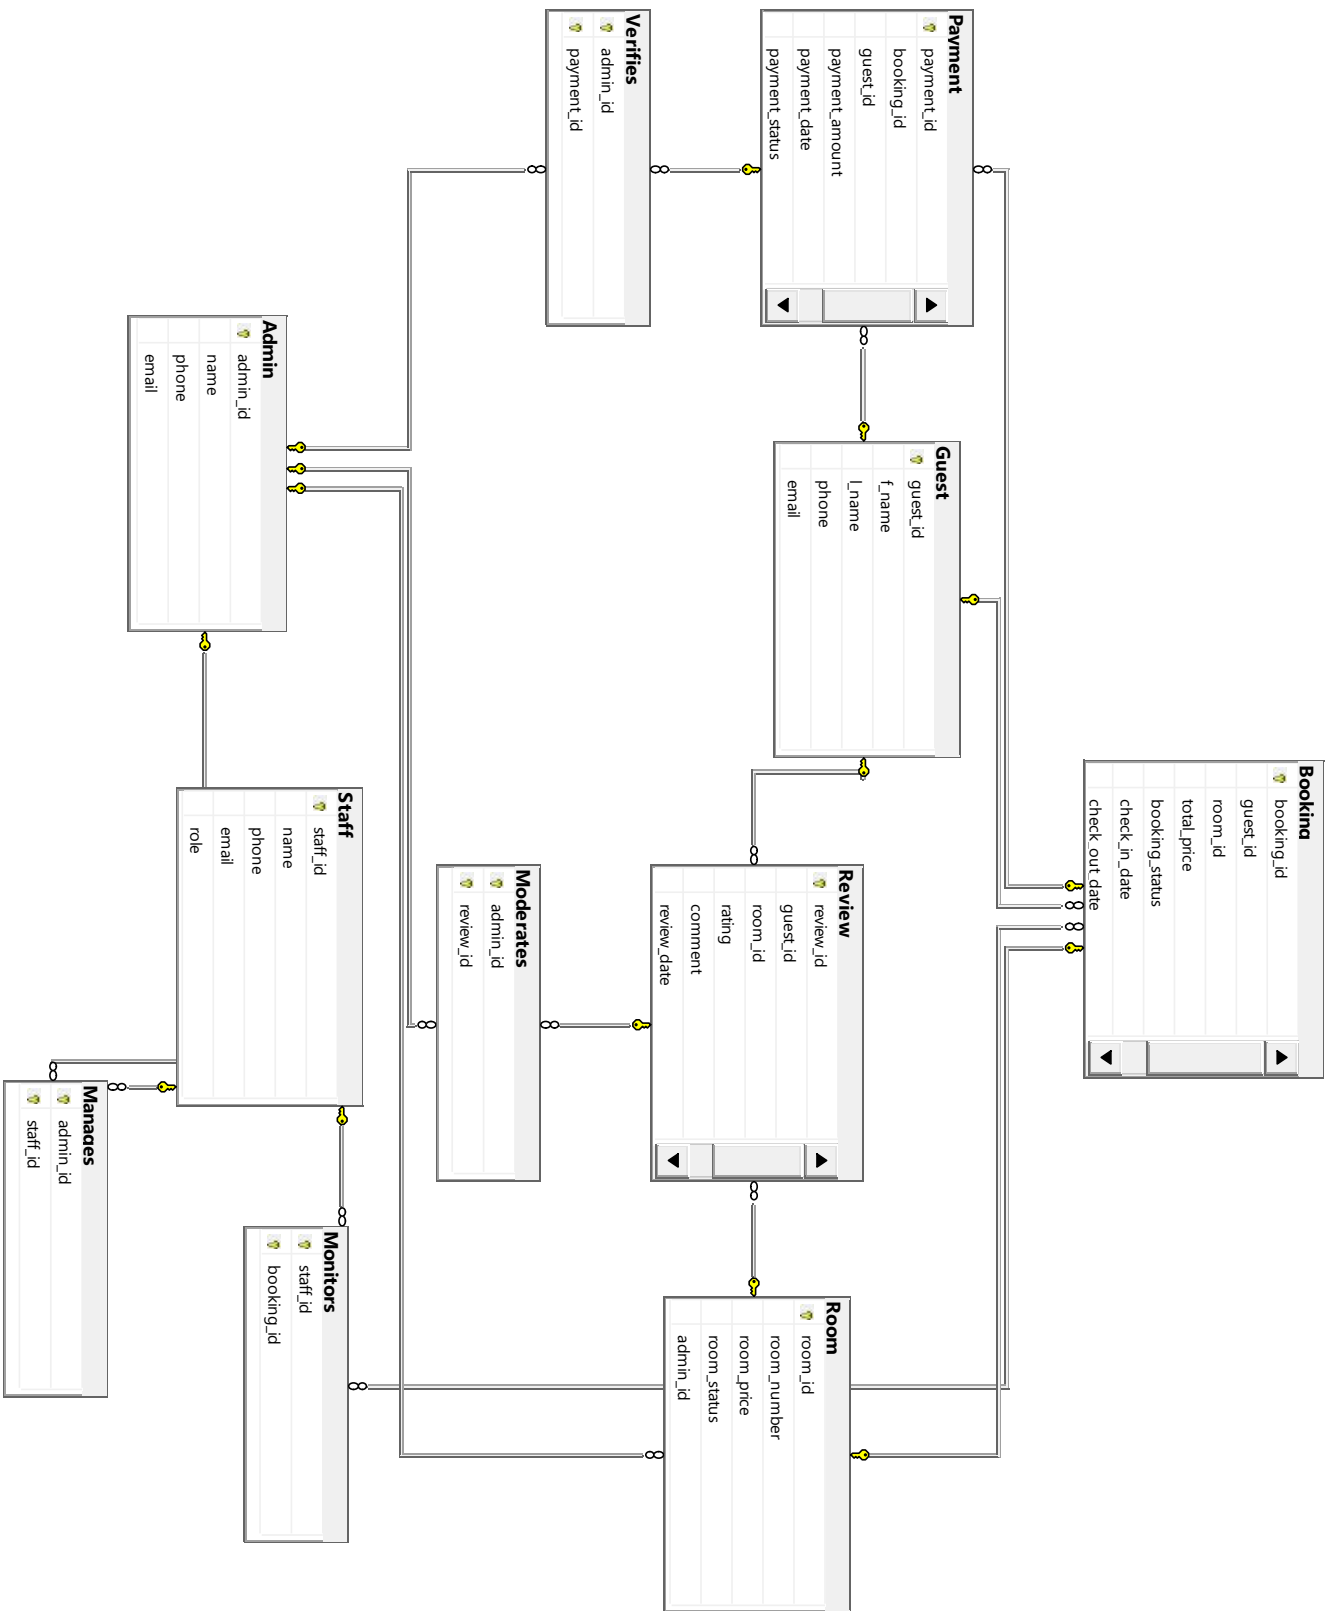 Booking
booking_id
guest_id
room_id
total_price
booking_status
check_in_date
check_out_date
Payment
payment_id
booking_id
guest_id
payment_amount
payment_date
payment_status
Guest
guest_id
f_name
l_name
phone
email
Review
review_id
guest_id
room_id
rating
comment
review_date
Room
room_id
room_number
room_price
room_status
admin_id
Verifies
admin_id
payment_id
Moderates
admin_id
review_id
Admin
admin_id
name
phone
email
Staff
staff_id
name
phone
email
role
Monitors
staff_id
booking_id
Manages
admin_id
staff_id